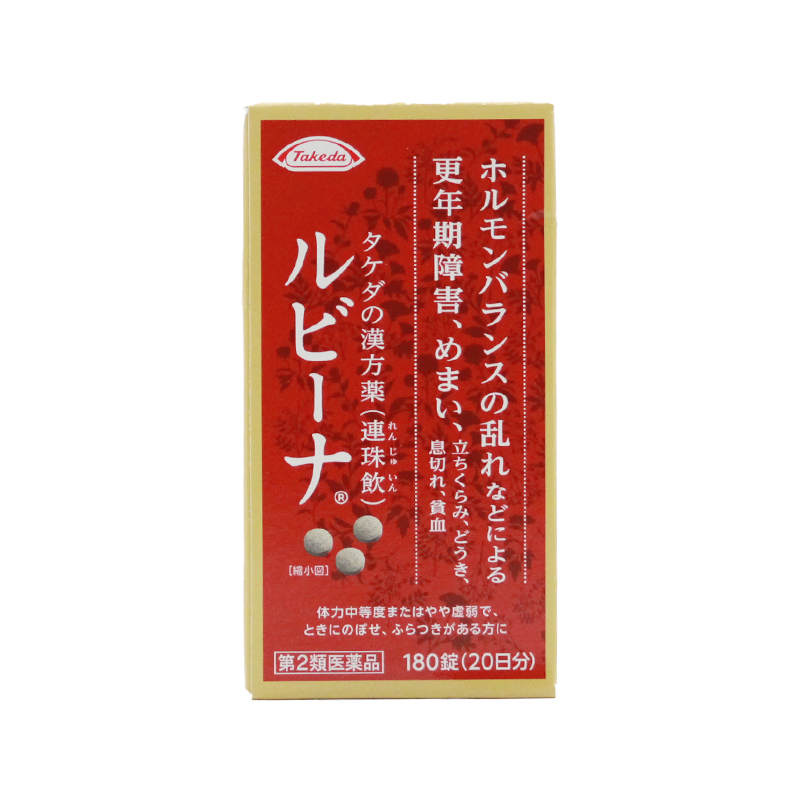 Takeda
ホルモンバランスの乱れなどによる
更年期障害、めまい、
立ちくらみ、どうき、
息切れ、貧血
タケダの漢方薬(連珠飲)
れんじゅいん
ルビーナ®
[縮小図]
体力中等度またはやや虚弱で、
ときにのぼせ、ふらつきがある方に
第2類医薬品
180錠(20日分)